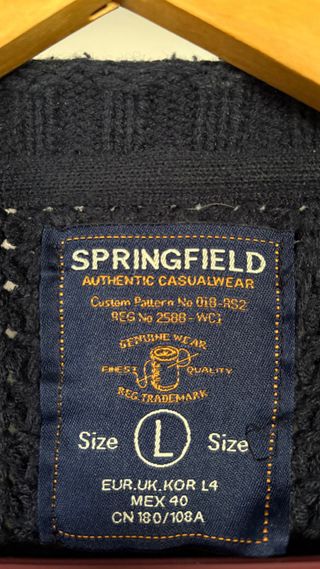 SPRINGFIELD
AUTHENTIC CASUALWEAR
Custom Pattern No 018-RS2
REG No 2588-WC1
GENUINE WEAR
FINEST QUALITY
REG. TRADEMARK
Size L Size
EUR.UK.KOR L4
MEX 40
CN 180/108A